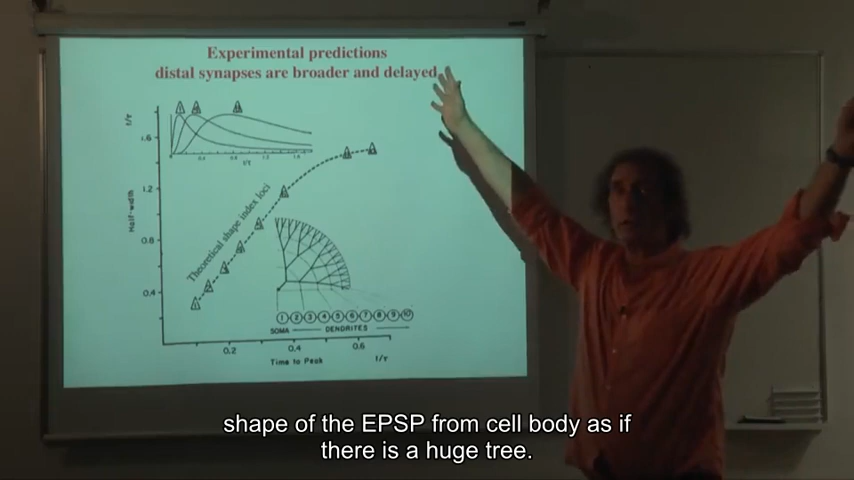 Experimental predictions
distal synapses are broader and delayed
t/τ
1.6
1.2
0.8
0.4
Half-width
t/τ
Theoretical shape index loci
1 2 3 4 5 6 7 8 9 10
SOMA DENDRITES
0.2 0.4 0.6
Time to Peak t/τ
shape of the EPSP from cell body as if
there is a huge tree.